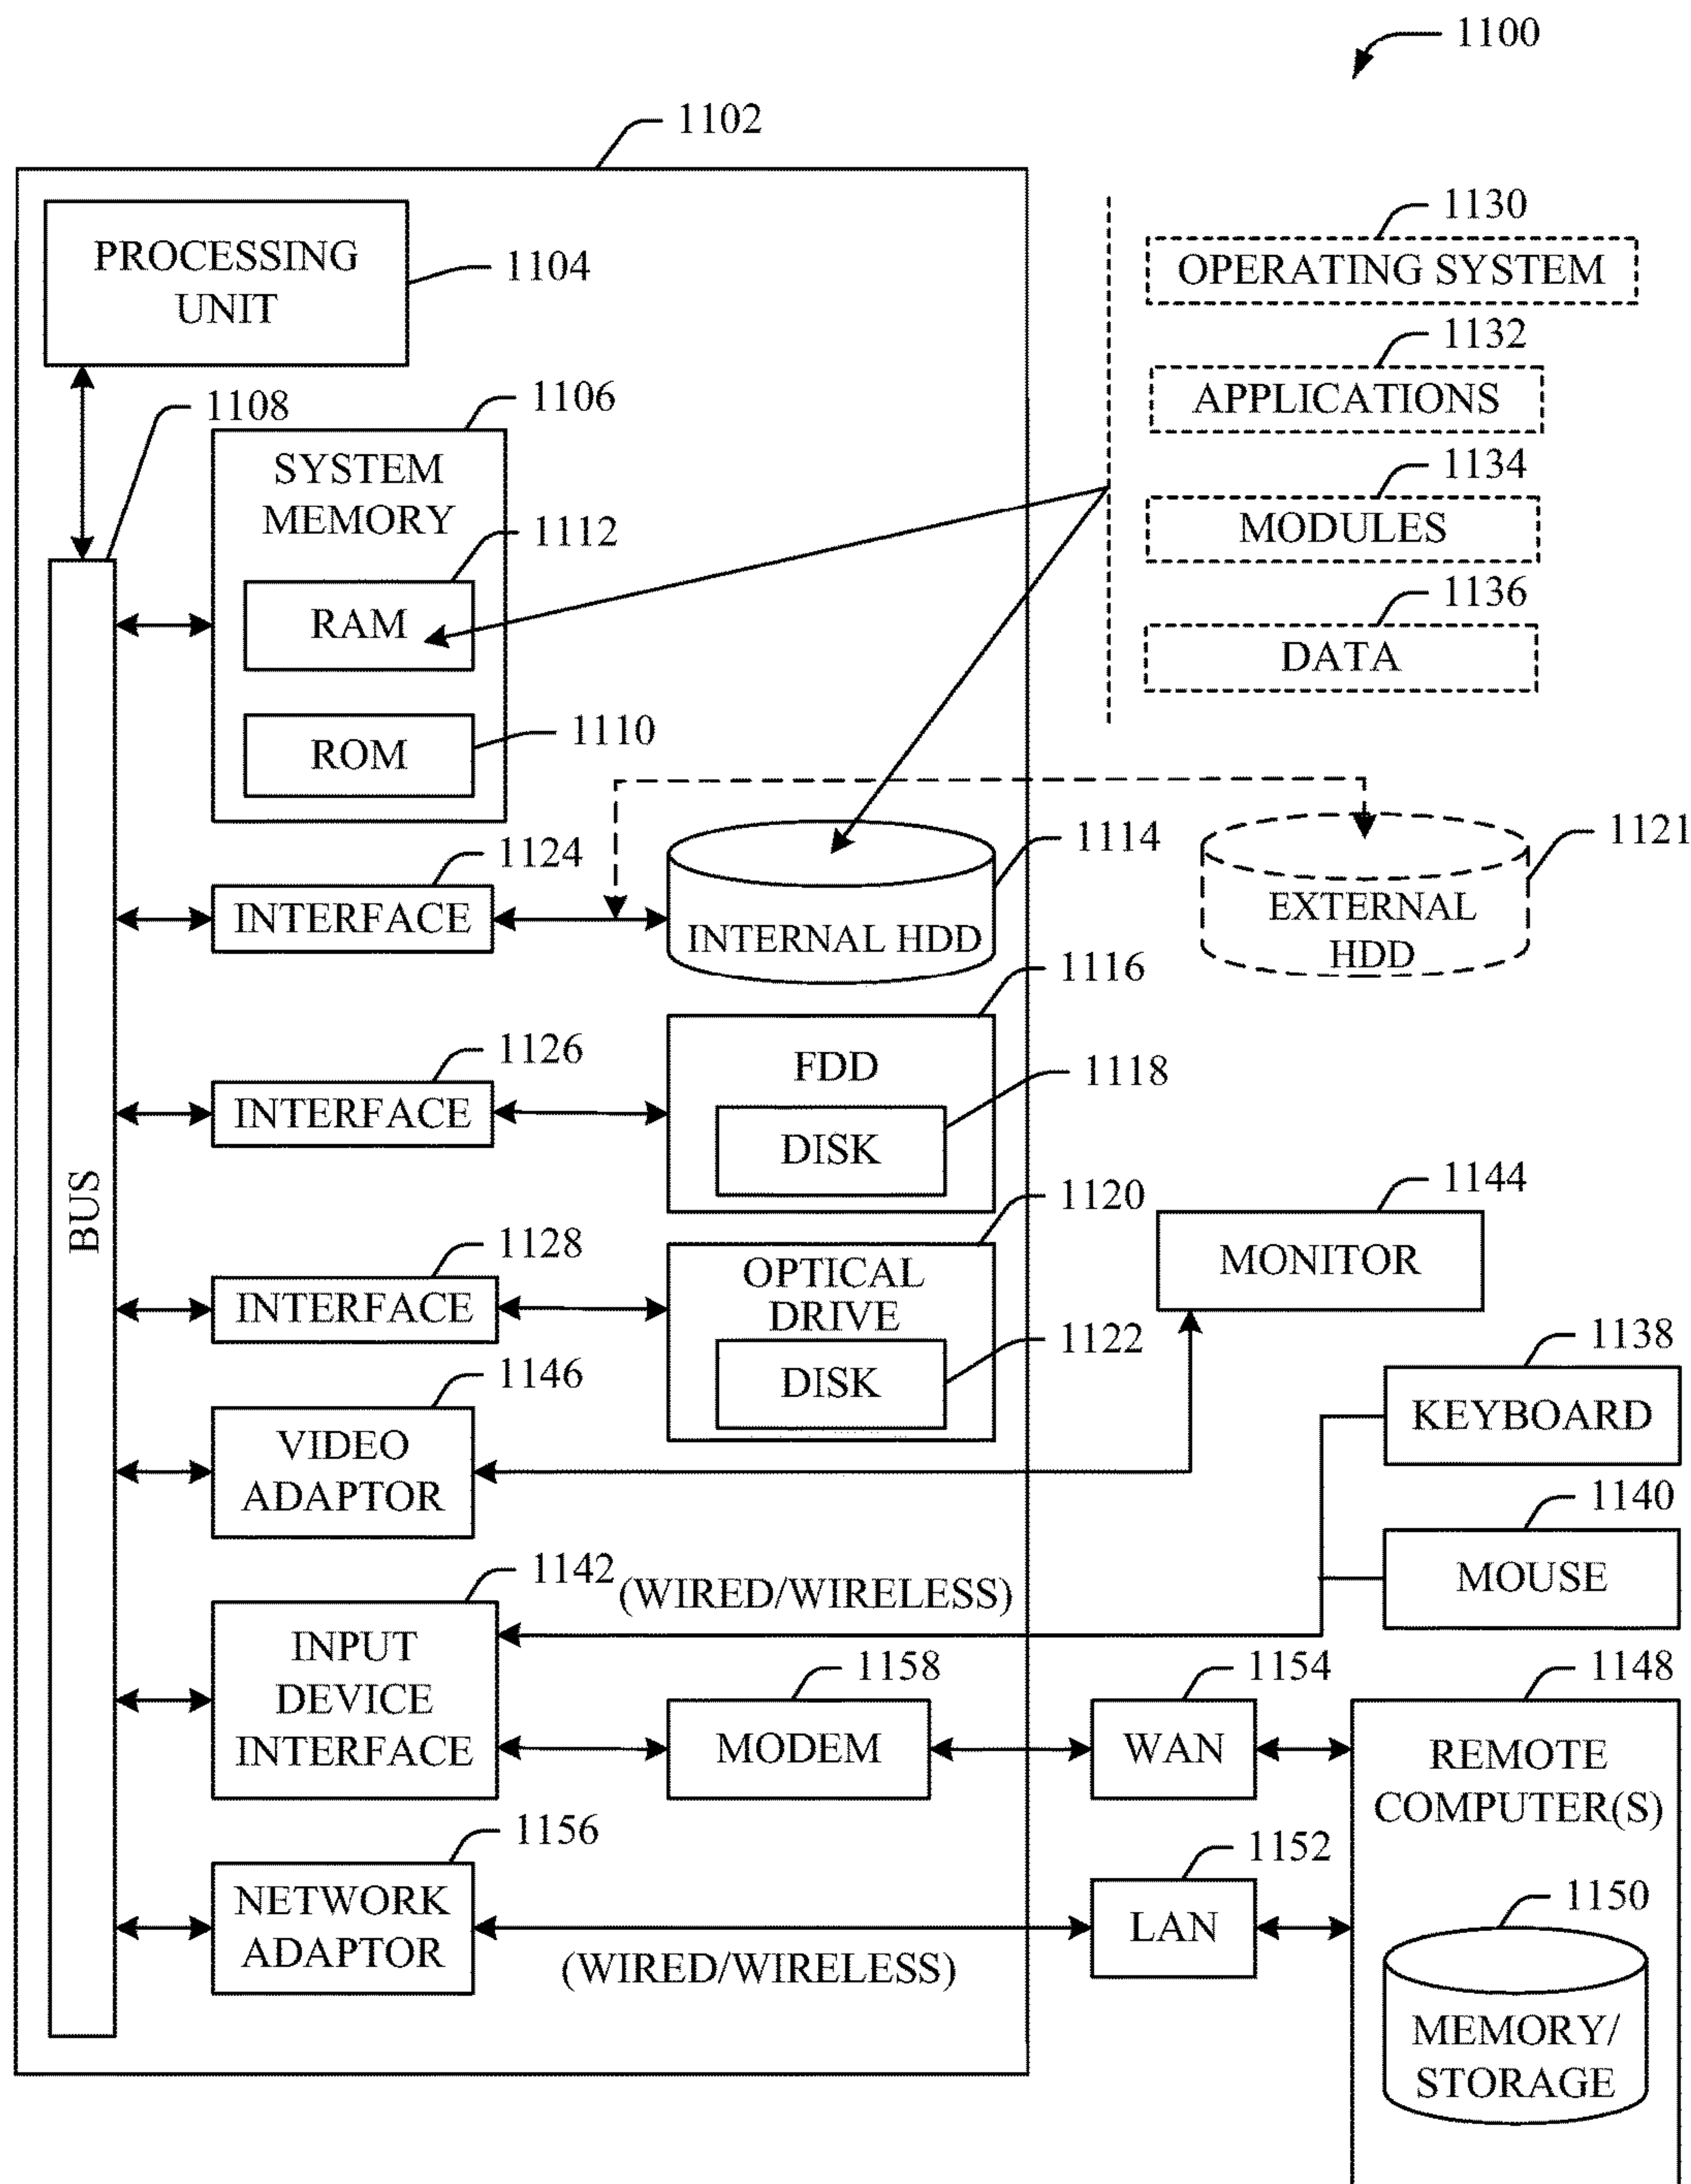 1100
1102
PROCESSING
UNIT
1104
1130
OPERATING SYSTEM
1132
APPLICATIONS
1134
MODULES
1136
DATA
1108
1106
SYSTEM
MEMORY
1112
RAM
1110
ROM
1124
INTERFACE
1114
INTERNAL HDD
1121
EXTERNAL
HDD
1126
INTERFACE
1116
FDD
1118
DISK
BUS
1128
INTERFACE
1120
OPTICAL
DRIVE
1122
DISK
1144
MONITOR
1146
VIDEO
ADAPTOR
1138
KEYBOARD
1140
MOUSE
1142
(WIRED/WIRELESS)
INPUT
DEVICE
INTERFACE
1158
MODEM
1154
WAN
1148
REMOTE
COMPUTER(S)
1156
NETWORK
ADAPTOR
(WIRED/WIRELESS)
1152
LAN
1150
MEMORY/
STORAGE